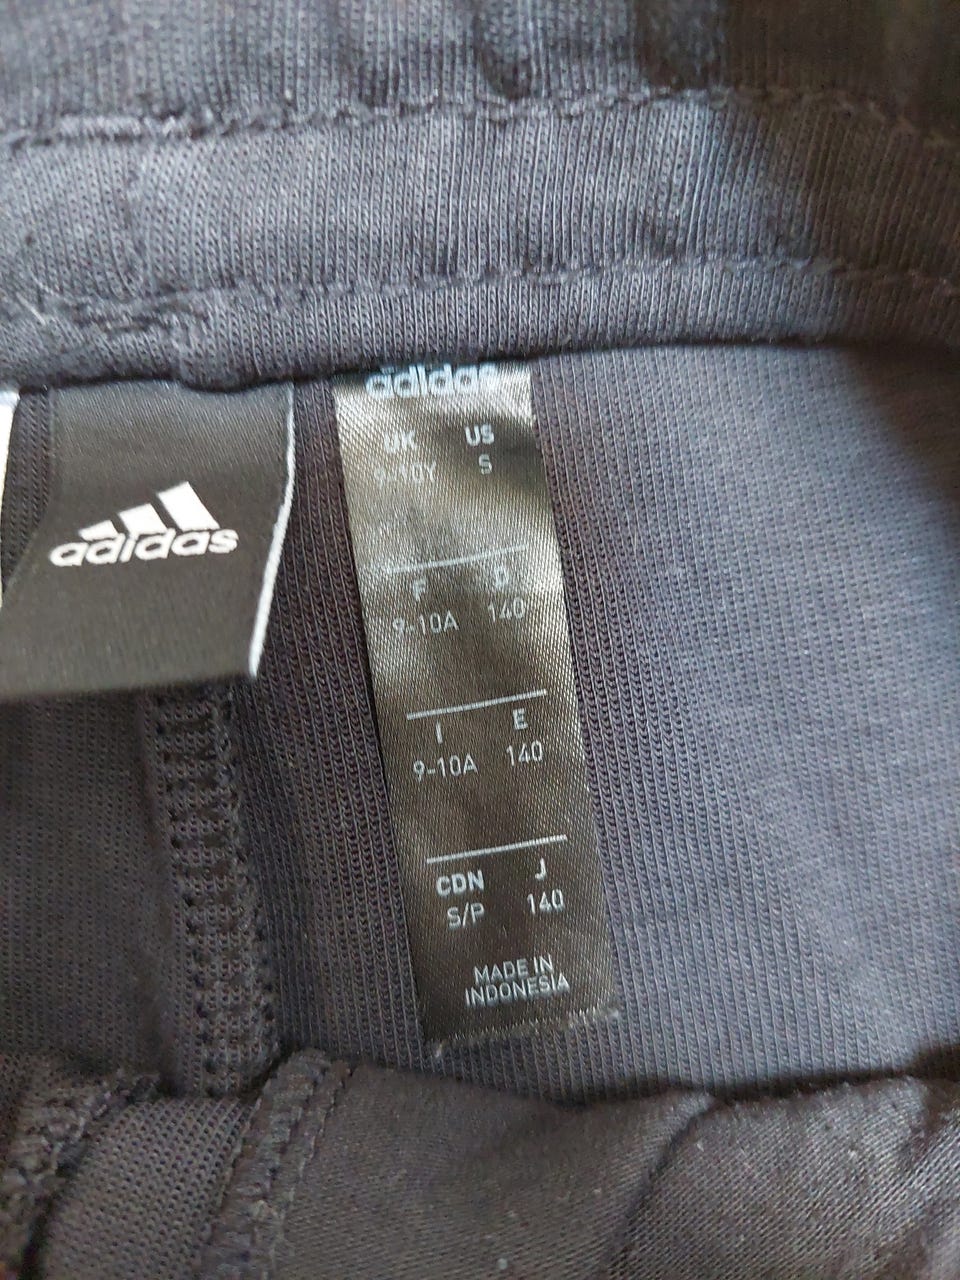 adidas
adidas
UK US
9-10Y S
F D
9-10A 140
I E
9-10A 140
CDN J
S/P 140
MADE IN
INDONESIA